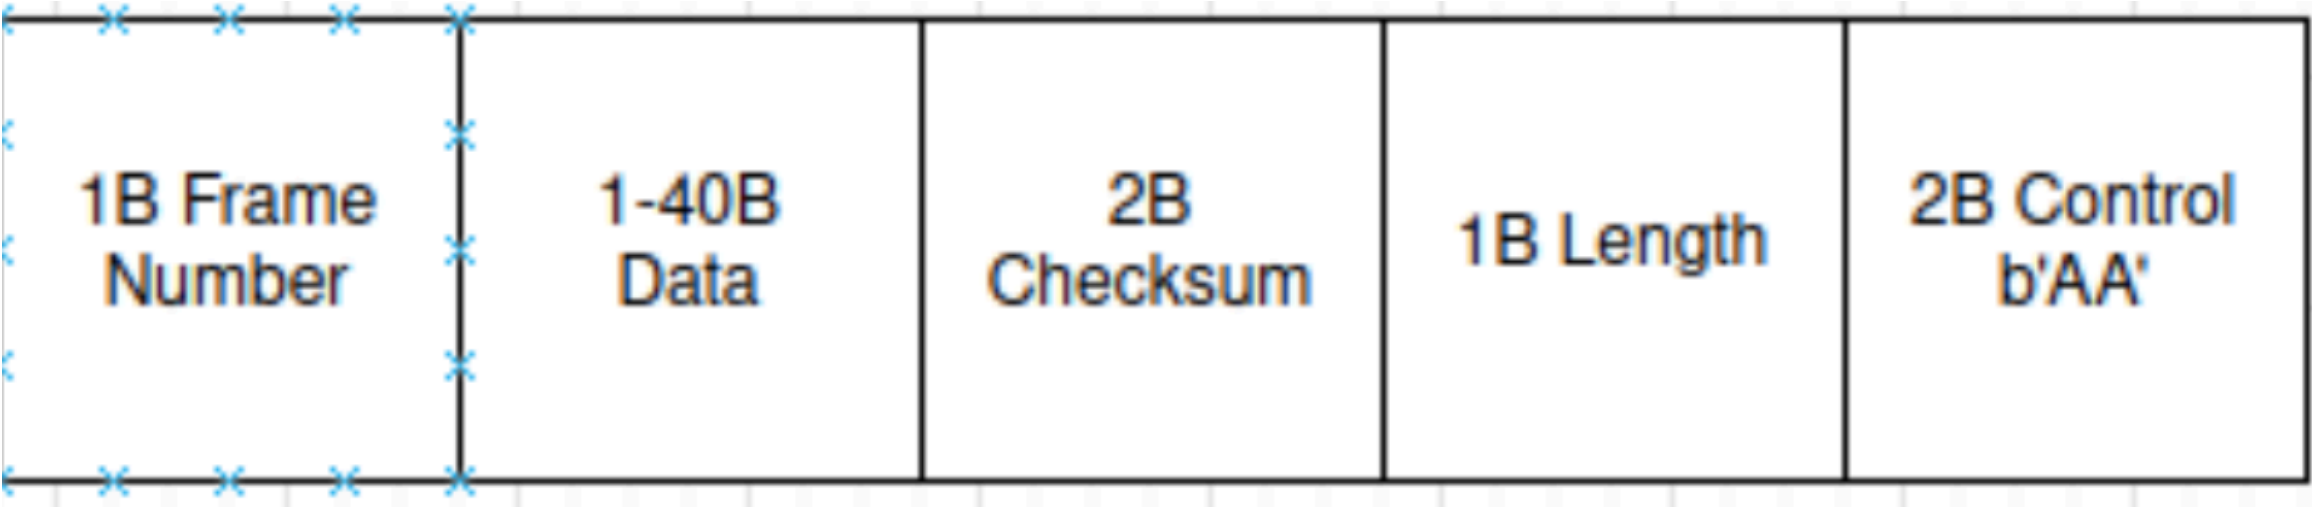 1B Frame
Number
1-40B
Data
2B
Checksum
1B Length
2B Control
b'AA'